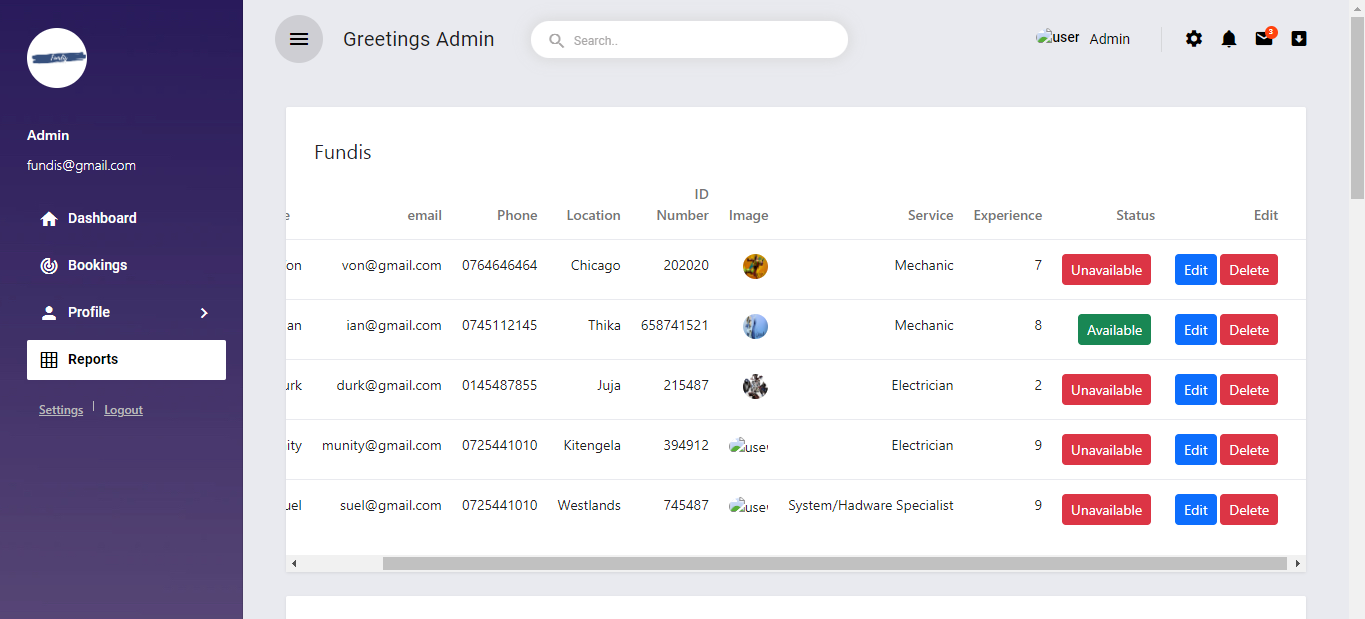 Greetings Admin
Search..
user Admin
3
Fundis
Admin
fundis@gmail.com
Dashboard
Bookings
Profile
Reports
Settings Logout
Fundis
e email Phone Location ID Number Image Service Experience Status Edit
on von@gmail.com 0764646464 Chicago 202020 Mechanic 7 Unavailable Edit Delete
an ian@gmail.com 0745112145 Thika 658741521 Mechanic 8 Available Edit Delete
urk durk@gmail.com 0145487855 Juja 215487 Electrician 2 Unavailable Edit Delete
ity munity@gmail.com 0725441010 Kitengela 394912 user Electrician 9 Unavailable Edit Delete
uel suel@gmail.com 0725441010 Westlands 745487 user System/Hadware Specialist 9 Unavailable Edit Delete